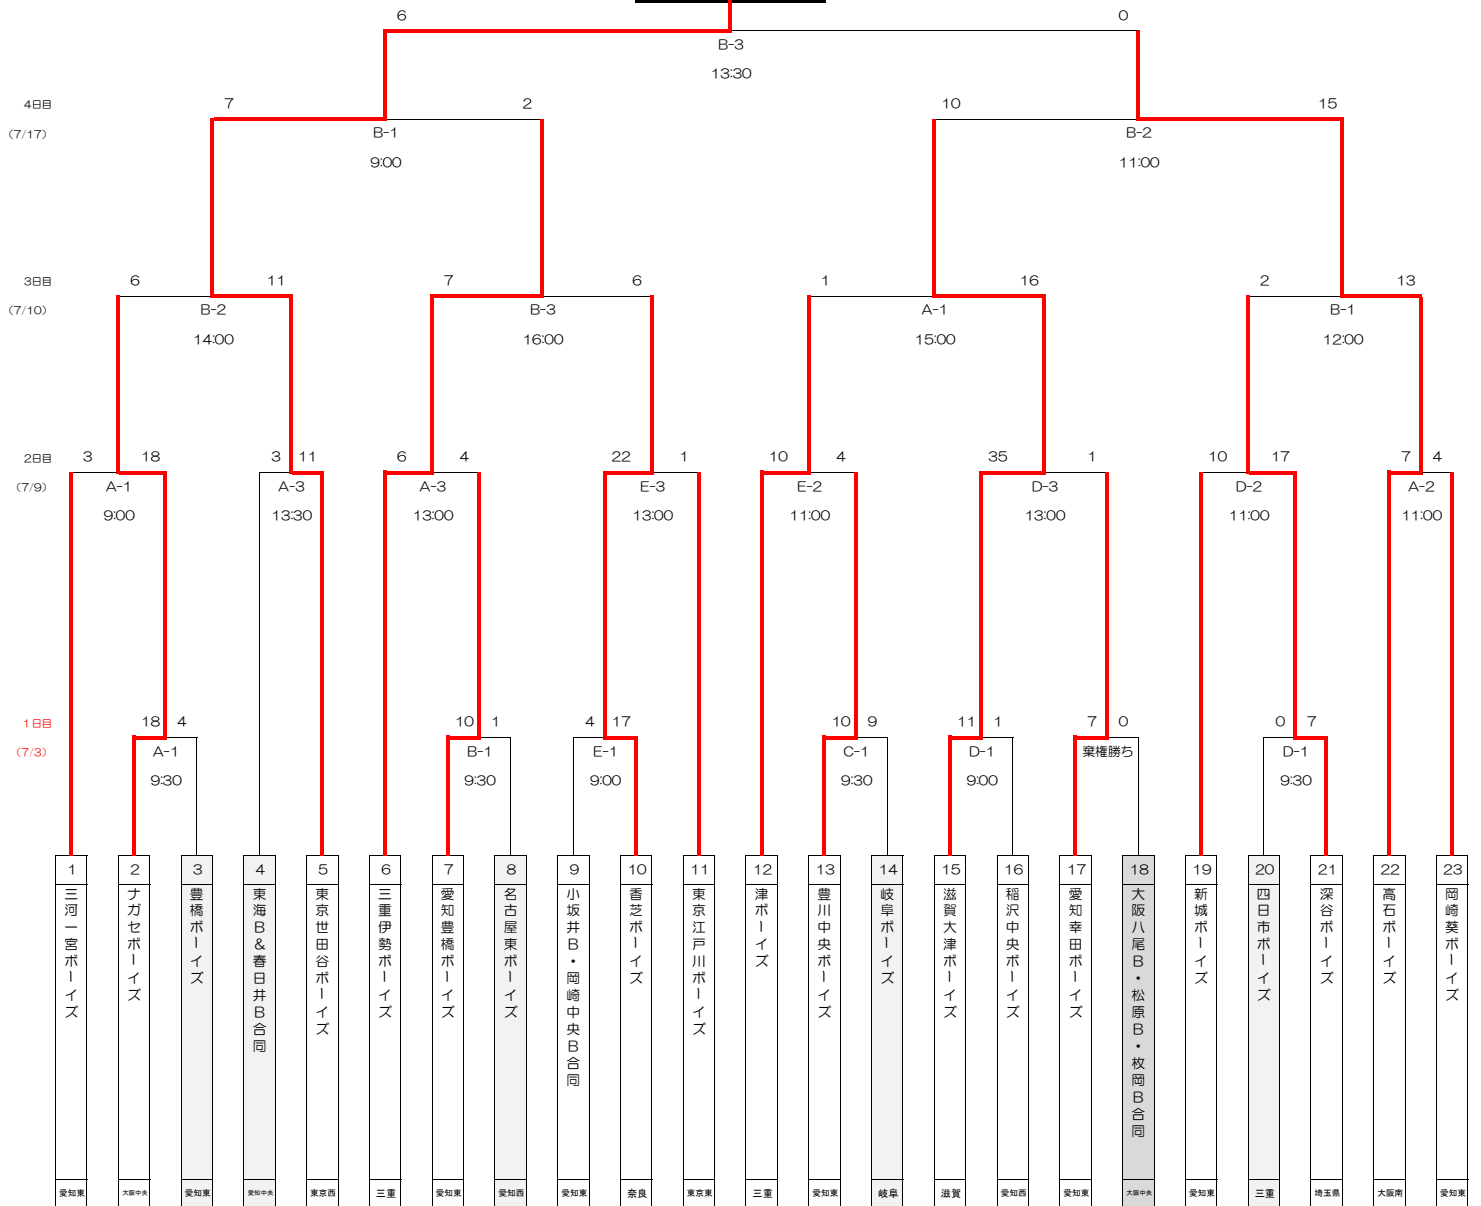 6 0
B-3
13:30
4日目 7 2 10 15
(7/17) B-1 B-2
9:00 11:00
3日目 6 11 7 6 1 16 2 13
(7/10) B-2 B-3 A-1 B-1
14:00 16:00 15:00 12:00
2日目 3 18 3 11 6 4 22 1 10 4 35 1 10 17 7 4
(7/9) A-1 A-3 A-3 E-3 E-2 D-3 D-2 A-2
9:00 13:30 13:00 13:00 11:00 13:00 11:00 11:00
1日目 18 4 10 1 4 17 10 9 11 1 7 0 0 7
(7/3) A-1 B-1 E-1 C-1 D-1 棄権勝ち D-1
9:30 9:30 9:00 9:30 9:00 9:30
1 2 3 4 5 6 7 8 9 10 11 12 13 14 15 16 17 18 19 20 21 22 23
三河一宮ボーイズ
ナガセボーイズ
豊橋ボーイズ
東海B&春日井B合同
東京世田谷ボーイズ
三重伊勢ボーイズ
愛知豊橋ボーイズ
名古屋東ボーイズ
小坂井B・岡崎中央B合同
香芝ボーイズ
東京江戸川ボーイズ
津ボーイズ
豊川中央ボーイズ
岐阜ボーイズ
滋賀大津ボーイズ
稲沢中央ボーイズ
愛知幸田ボーイズ
大阪八尾B・松原B・枚岡B合同
新城ボーイズ
四日市ボーイズ
深谷ボーイズ
高石ボーイズ
岡崎葵ボーイズ
愛知東 大阪中央 愛知東 愛知中央 東京西 三重 愛知東 愛知西 愛知東 奈良 東京東 三重 愛知東 岐阜 滋賀 愛知西 愛知東 大阪中央 愛知東 三重 埼玉県 大阪南 愛知東